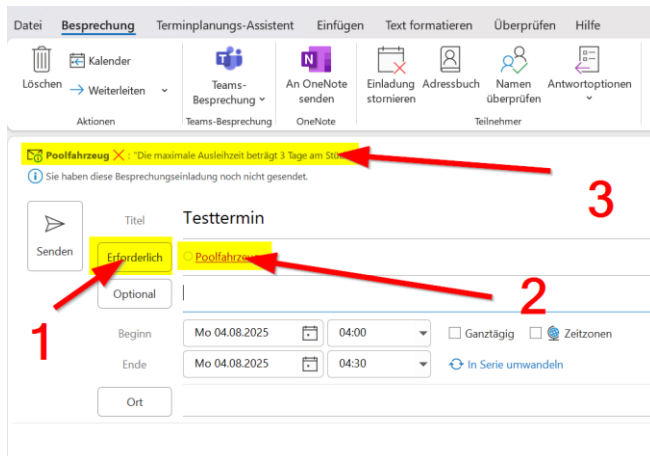 Datei Besprechung Terminplanungs-Assistent Einfügen Text formatieren Überprüfen Hilfe
Löschen
Kalender
Weiterleiten
Aktionen
Teams-
Besprechung
Teams-Besprechung
An OneNote
senden
OneNote
Einladung
stornieren
Adressbuch
Namen
überprüfen
Antwortoptionen
Teilnehmer
Poolfahrzeug : "Die maximale Ausleihzeit beträgt 3 Tage am
Sie haben diese Besprechungseinladung noch nicht gesendet.
3
Senden
Titel Testtermin
Erforderlich
Optional
1
2
Beginn Mo 04.08.2025 04:00 Ganztägig Zeitzonen
Ende Mo 04.08.2025 04:30 In Serie umwandeln
Ort